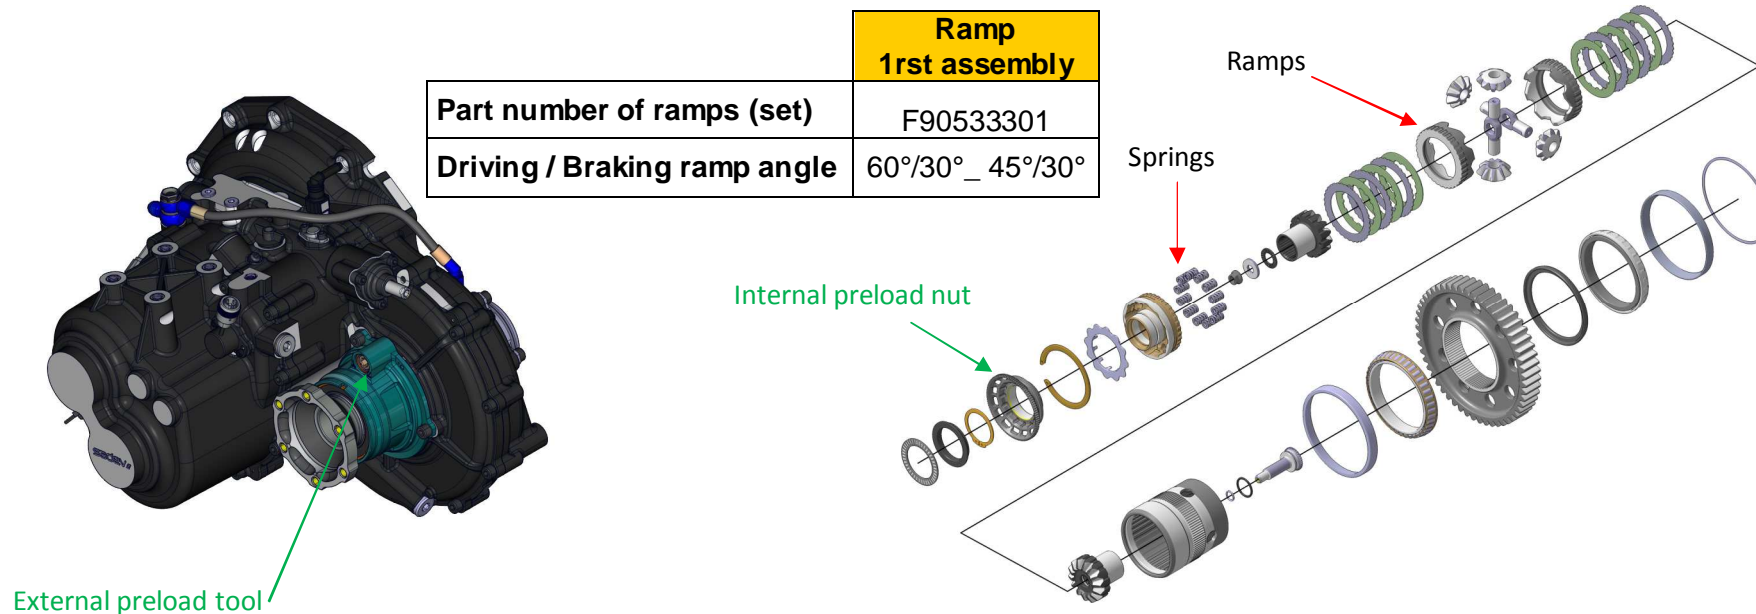 Ramp
1rst assembly
Part number of ramps (set) F90533301
Driving / Braking ramp angle 60°/30°_ 45°/30°
Ramps
Springs
Internal preload nut
External preload tool
sadev